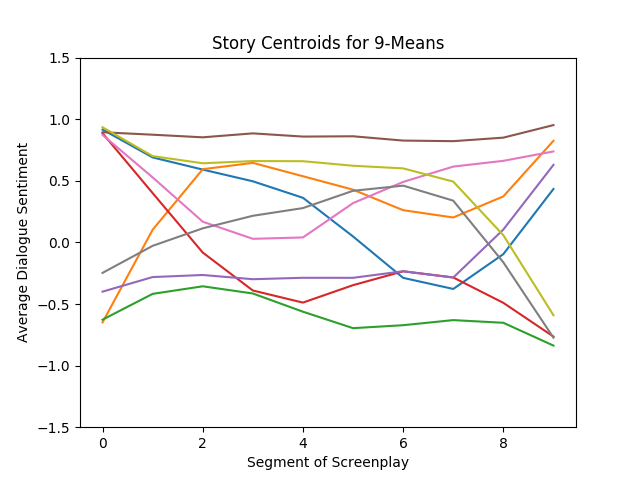 Story Centroids for 9-Means
1.5
1.0
0.5
0.0
−0.5
−1.0
−1.5
Average Dialogue Sentiment
0 2 4 6 8
Segment of Screenplay